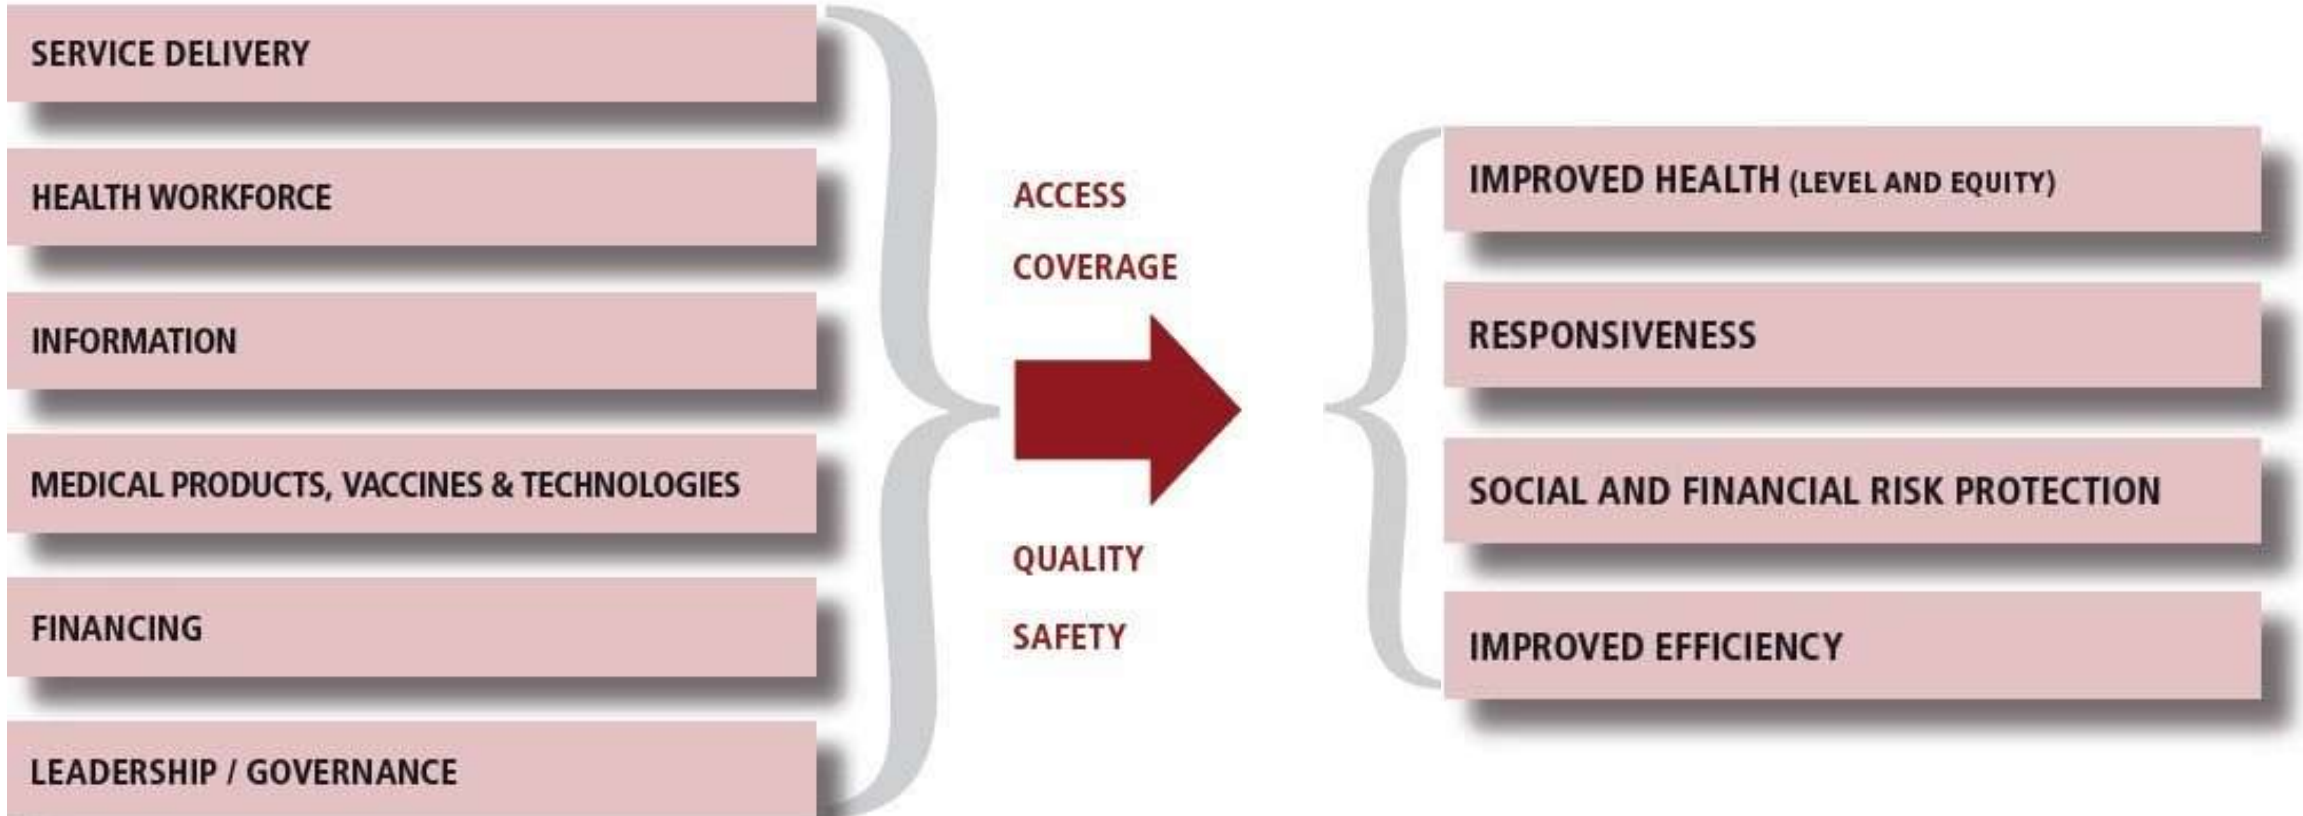 SERVICE DELIVERY
HEALTH WORKFORCE
INFORMATION
MEDICAL PRODUCTS, VACCINES & TECHNOLOGIES
FINANCING
LEADERSHIP / GOVERNANCE
ACCESS
COVERAGE
QUALITY
SAFETY
IMPROVED HEALTH (LEVEL AND EQUITY)
RESPONSIVENESS
SOCIAL AND FINANCIAL RISK PROTECTION
IMPROVED EFFICIENCY